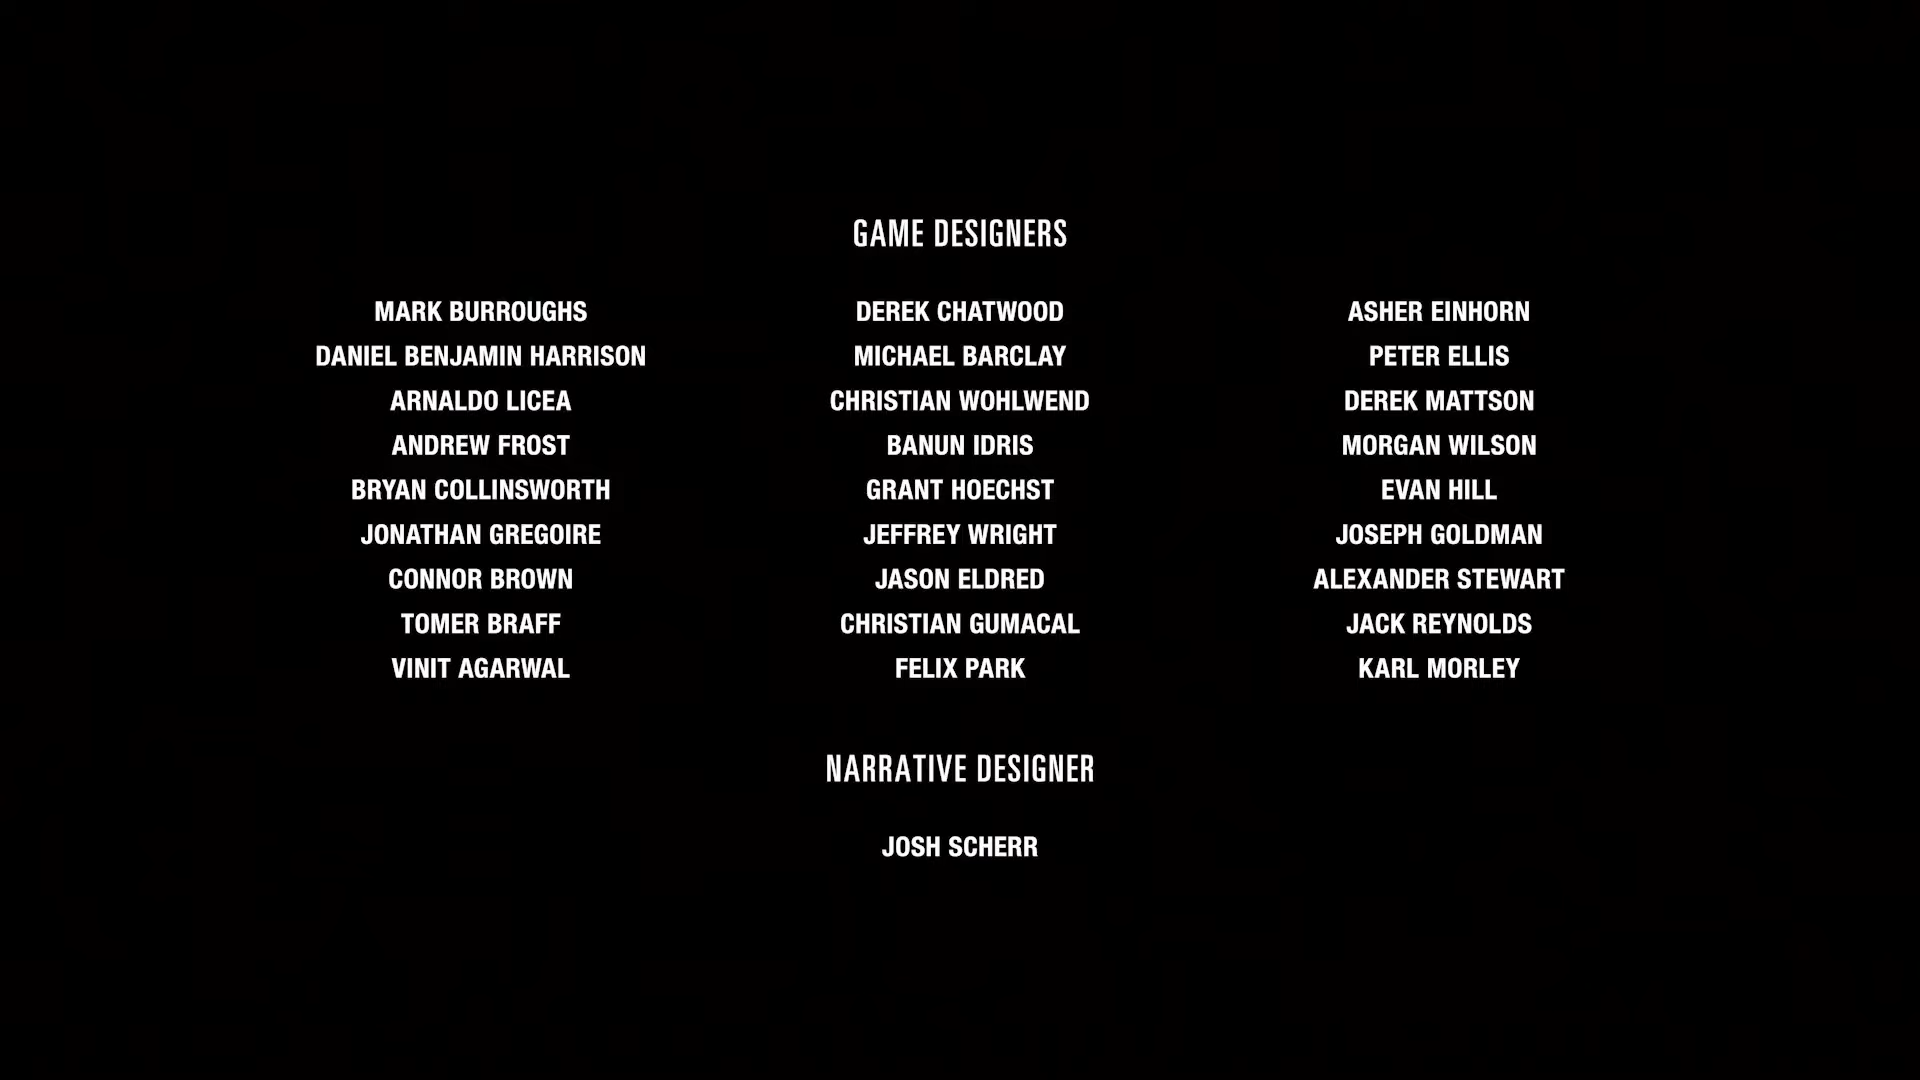 GAME DESIGNERS
MARK BURROUGHS DEREK CHATWOOD ASHER EINHORN
DANIEL BENJAMIN HARRISON MICHAEL BARCLAY PETER ELLIS
ARNALDO LICEA CHRISTIAN WOHLWEND DEREK MATTSON
ANDREW FROST BANUN IDRIS MORGAN WILSON
BRYAN COLLINSWORTH GRANT HOECHST EVAN HILL
JONATHAN GREGOIRE JEFFREY WRIGHT JOSEPH GOLDMAN
CONNOR BROWN JASON ELDRED ALEXANDER STEWART
TOMER BRAFF CHRISTIAN GUMACAL JACK REYNOLDS
VINIT AGARWAL FELIX PARK KARL MORLEY
NARRATIVE DESIGNER
JOSH SCHERR